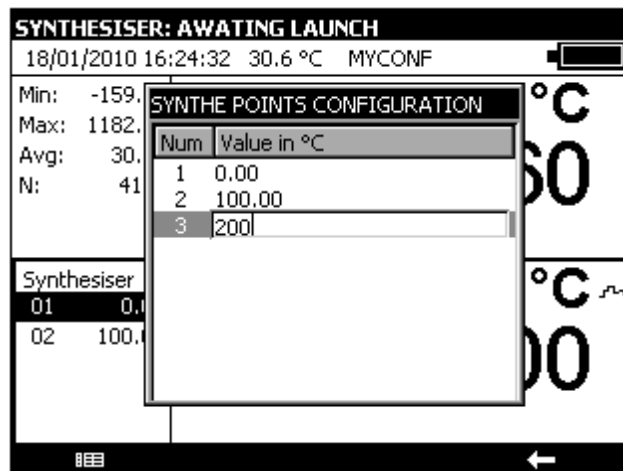 SYNTHESISER: AWATING LAUNCH
18/01/2010 16:24:32 30.6 °C MYCONF
Min: -159.
Max: 1182.
Avg: 30.
N: 41
°C
60
SYNTHE POINTS CONFIGURATION
Num Value in °C
1 0.00
2 100.00
3 200
Synthesiser
01 0.0
02 100.0
°C
00